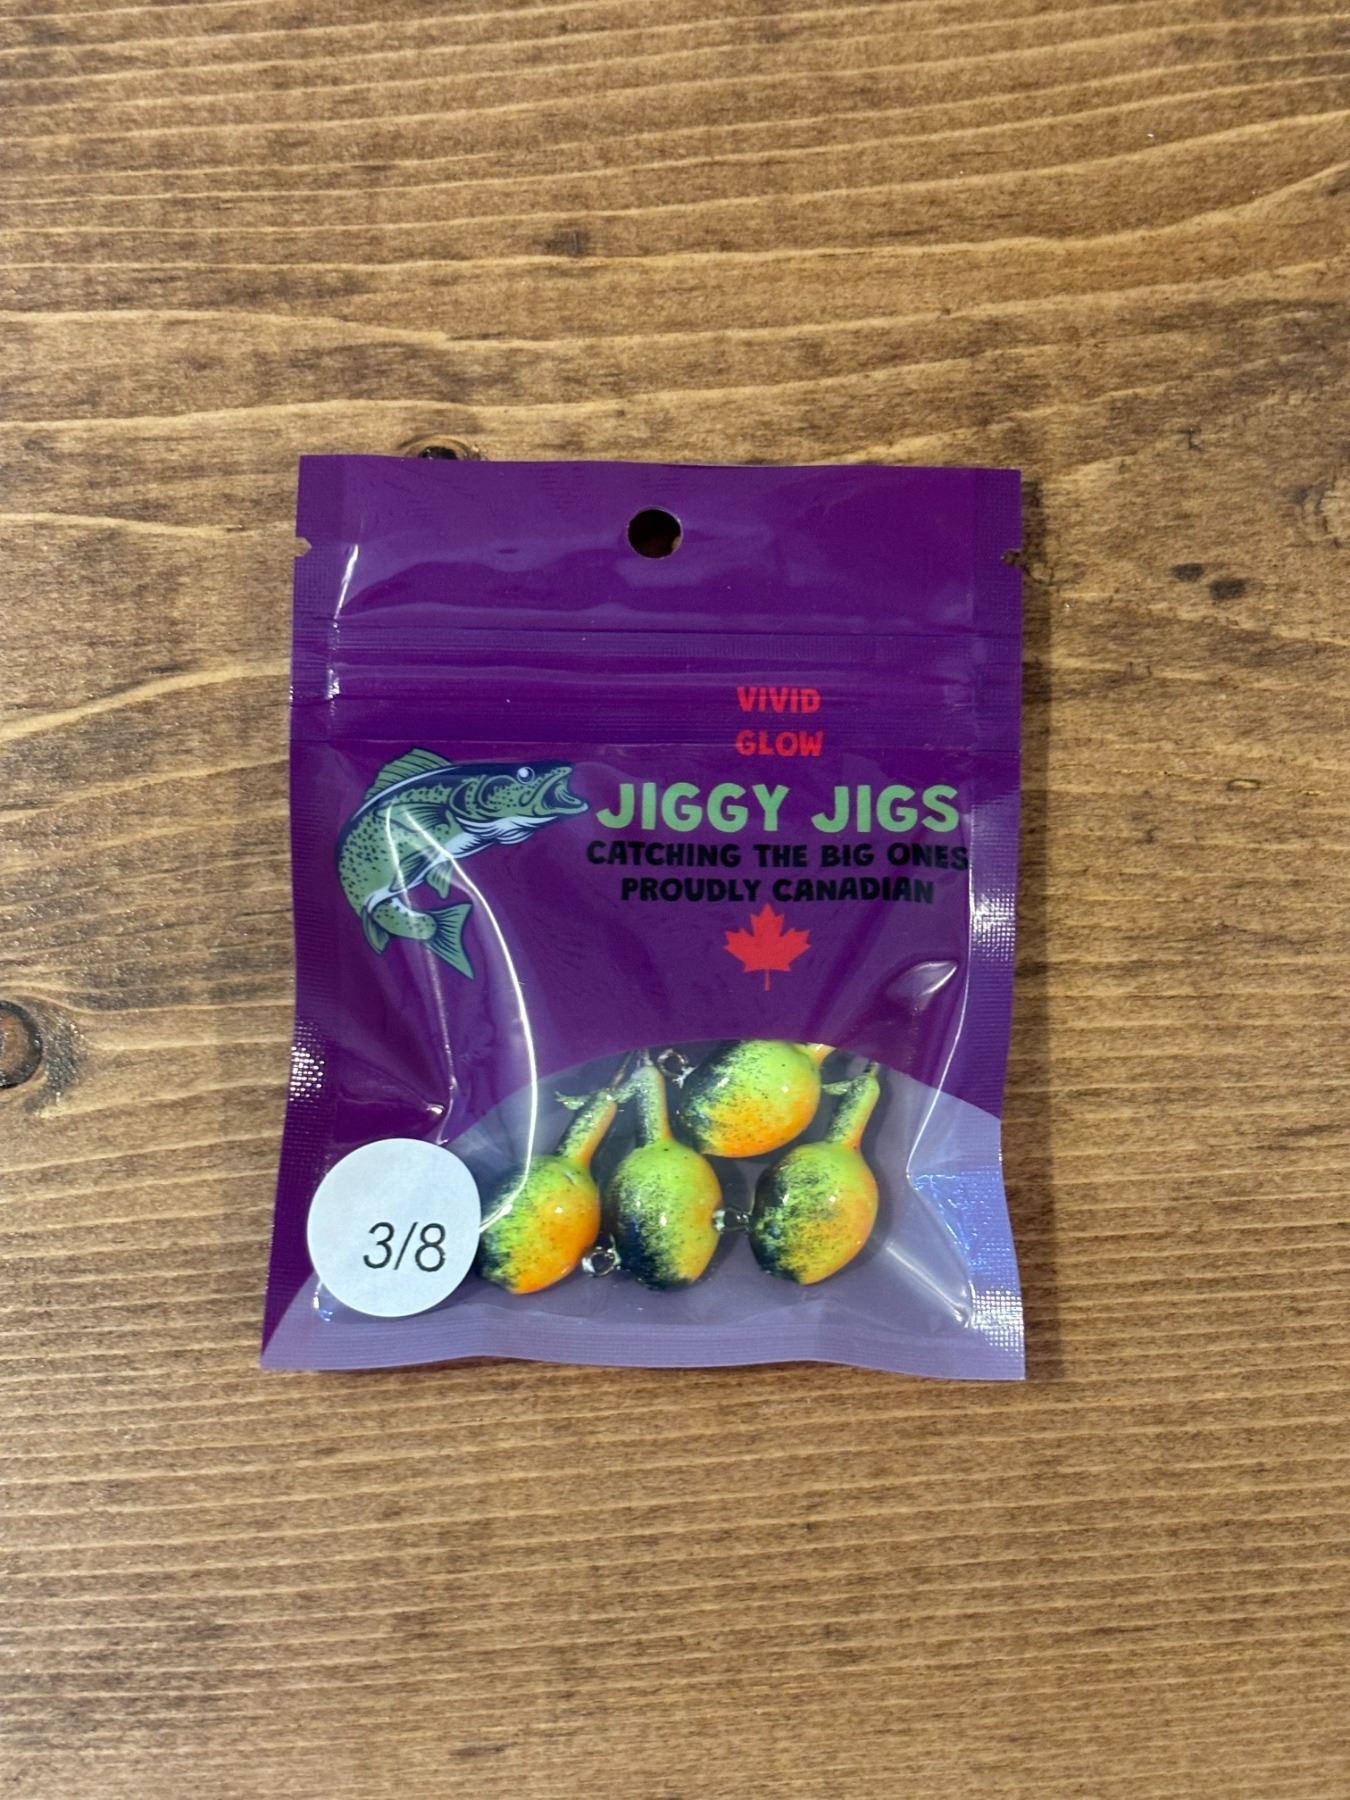 VIVID
GLOW
JIGGY JIGS
CATCHING THE BIG ONES
PROUDLY CANADIAN
3/8